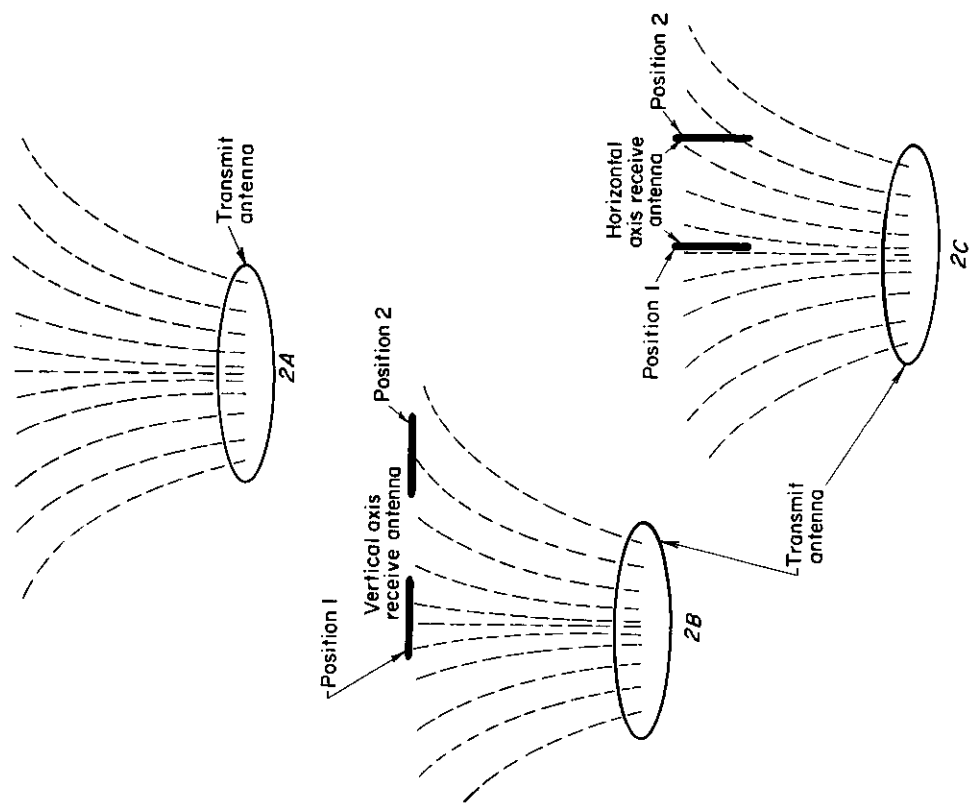 Transmit
antenna
2A
Position 1
Vertical axis
receive antenna
Position 2
2B
Transmit
antenna
Position 1
Horizontal
axis receive
antenna
Position 2
2C